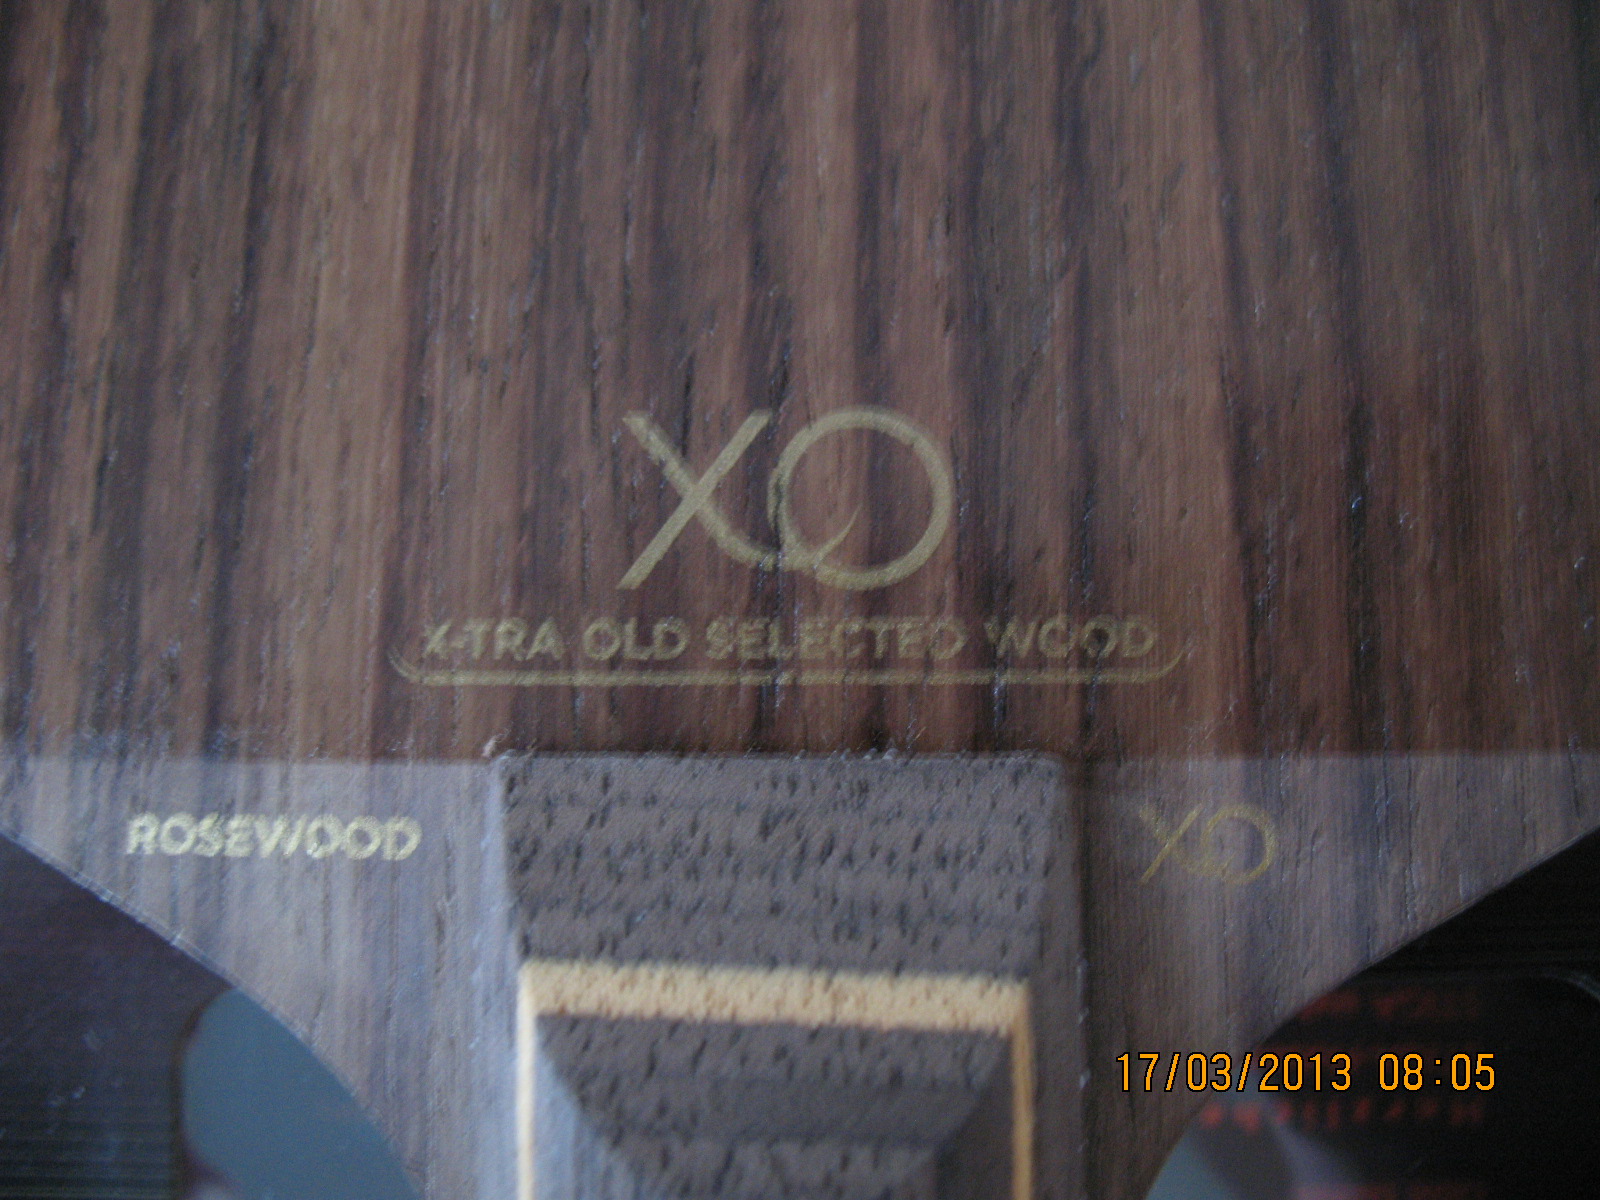 XO
X-TRA OLD SELECTED WOOD
ROSEWOOD
XO
17/03/2013 08:05